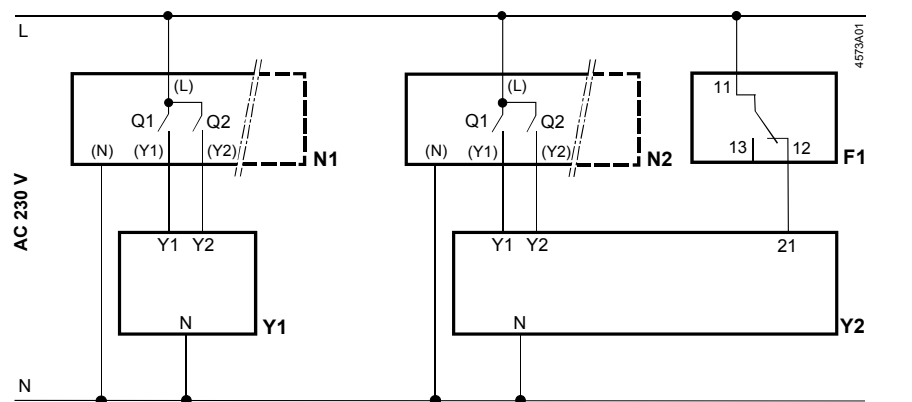 L
4573A01
(L)
Q1
Q2
(N)
(Y1)
(Y2)
N1
(L)
Q1
Q2
(N)
(Y1)
(Y2)
N2
11
13
12
F1
AC 230 V
Y1
Y2
N
Y1
Y1
Y2
21
N
Y2
N